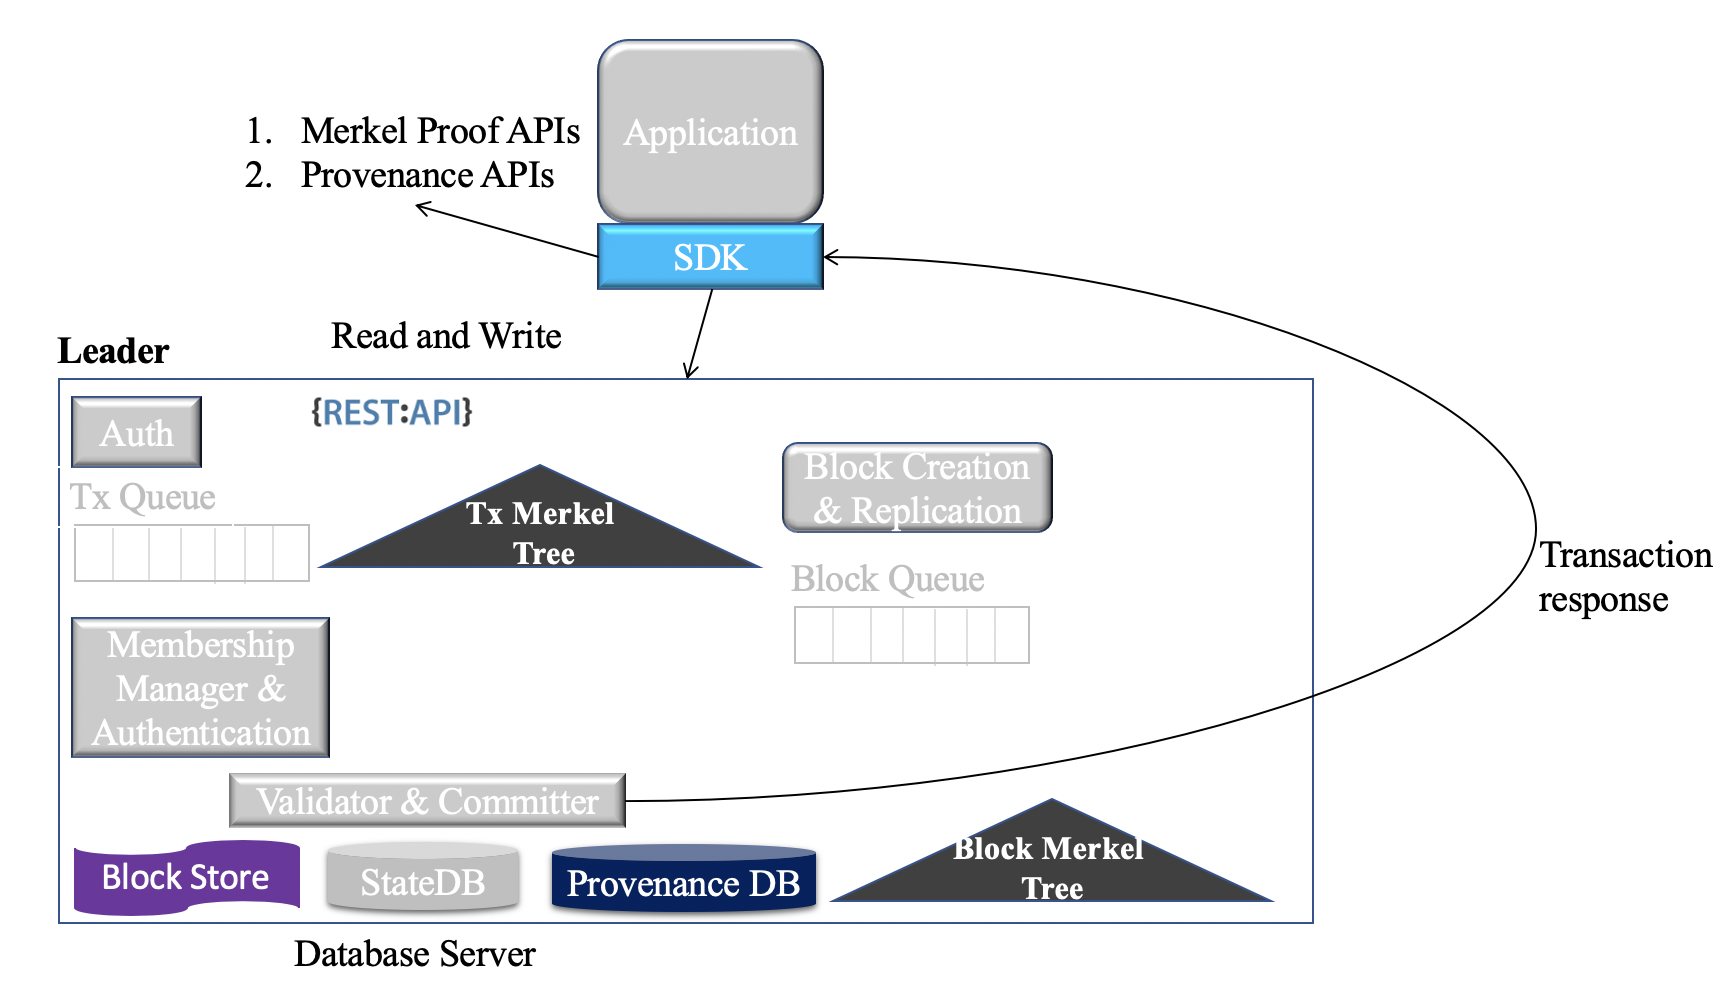 Application
1. Merkel Proof APIs
2. Provenance APIs
SDK
Read and Write
Leader
Auth
{REST:API}
Tx Queue
Tx Merkel
Tree
Block Creation
& Replication
Block Queue
Transaction
response
Membership
Manager &
Authentication
Validator & Committer
Block Store
StateDB
Provenance DB
Block Merkel
Tree
Database Server